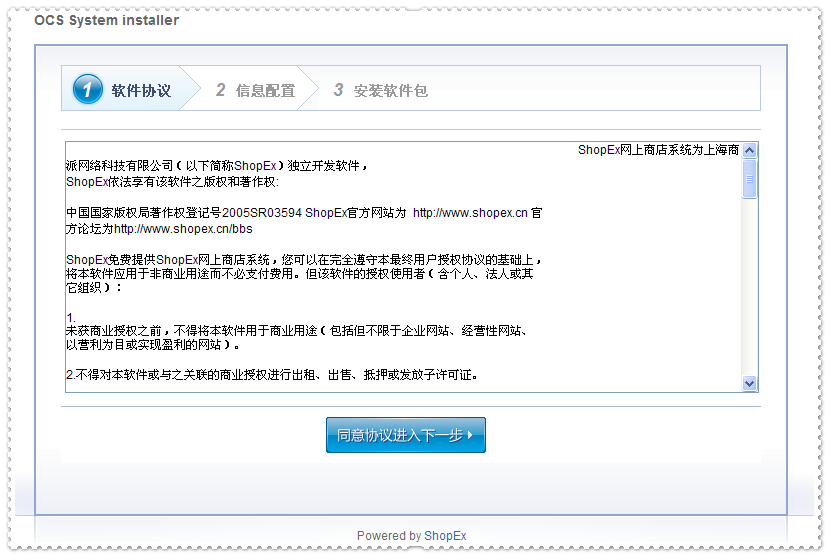 OCS System installer
1 软件协议 2 信息配置 3 安装软件包
ShopEx网上商店系统为上海商
派网络科技有限公司（以下简称ShopEx）独立开发软件，
ShopEx依法享有该软件之版权和著作权:
中国国家版权局著作权登记号2005SR03594 ShopEx官方网站为 http://www.shopex.cn 官
方论坛为http://www.shopex.cn/bbs
ShopEx免费提供ShopEx网上商店系统，您可以在完全遵守本最终用户授权协议的基础上，
将本软件应用于非商业用途而不必支付费用。但该软件的授权使用者（含个人、法人或其
它组织）：
1.
未获商业授权之前，不得将本软件用于商业用途（包括但不限于企业网站、经营性网站、
以营利为目或实现盈利的网站）。
2.不得对本软件或与之关联的商业授权进行出租、出售、抵押或发放子许可证。
同意协议进入下一步
Powered by ShopEx